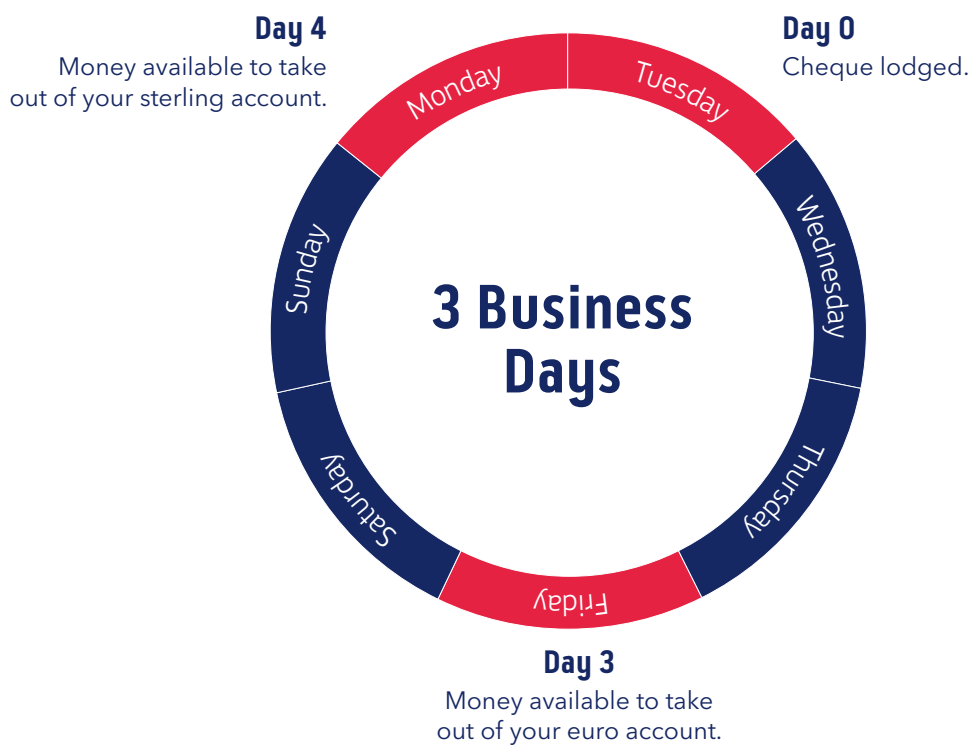 Day 4
Money available to take
out of your sterling account.
Day 0
Cheque lodged.
Monday
Tuesday
Wednesday
Thursday
Friday
Saturday
Sunday
3 Business
Days
Day 3
Money available to take
out of your euro account.